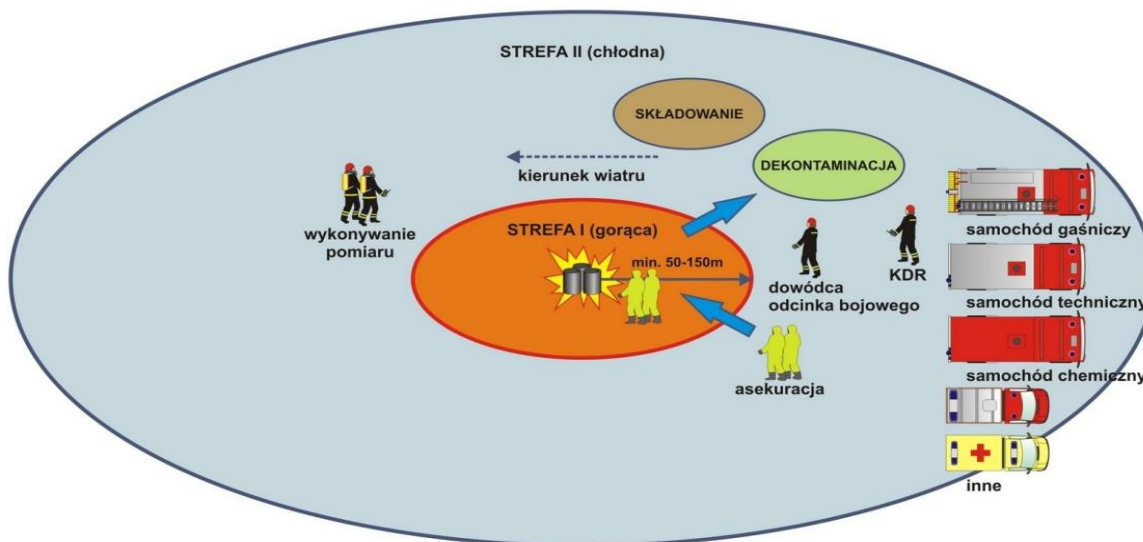 STREFA II (chłodna)
SKŁADOWANIE
DEKONTAMINACJA
kierunek wiatru
samochód gaśniczy
wykonywanie
pomiaru
STREFA I (gorąca)
min. 50-150m
KDR
dowódca
odcinka bojowego
samochód techniczny
asekuracja
samochód chemiczny
inne